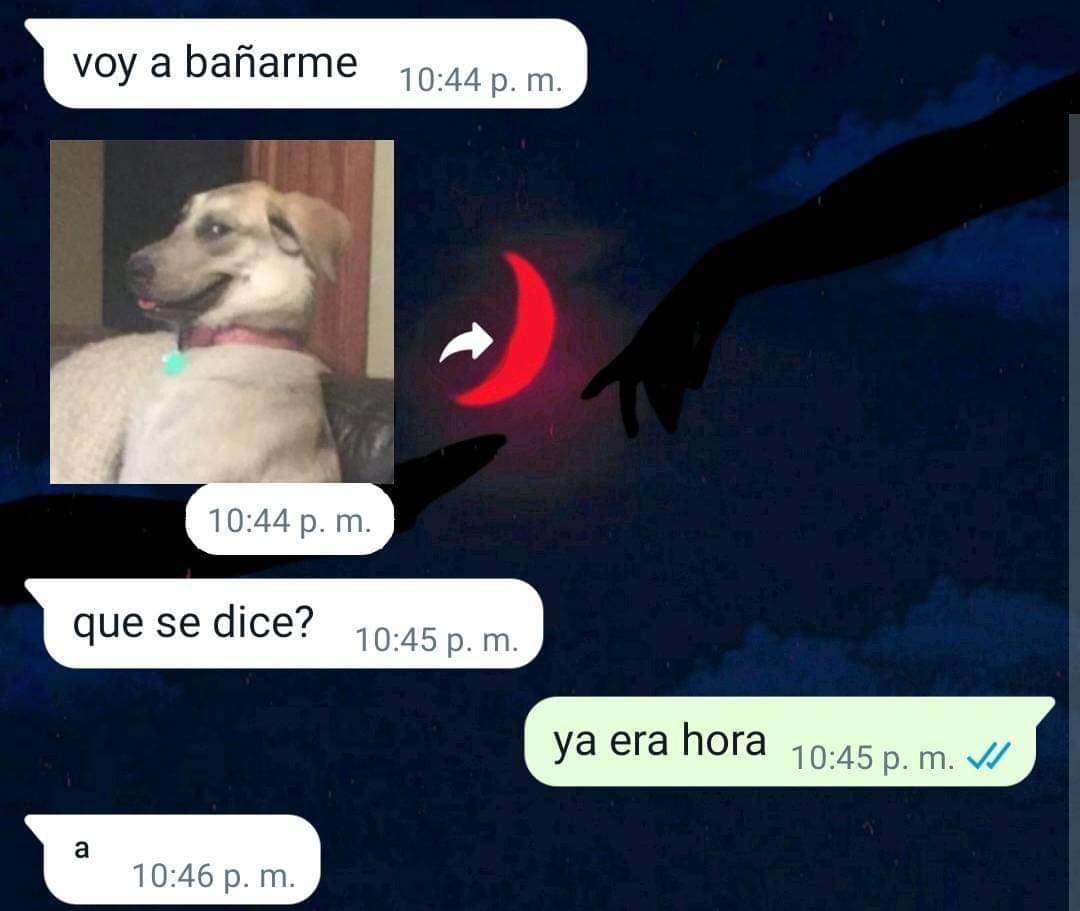 voy a bañarme 10:44 p. m.
10:44 p. m.
que se dice? 10:45 p. m.
ya era hora 10:45 p. m.
a
10:46 p. m.